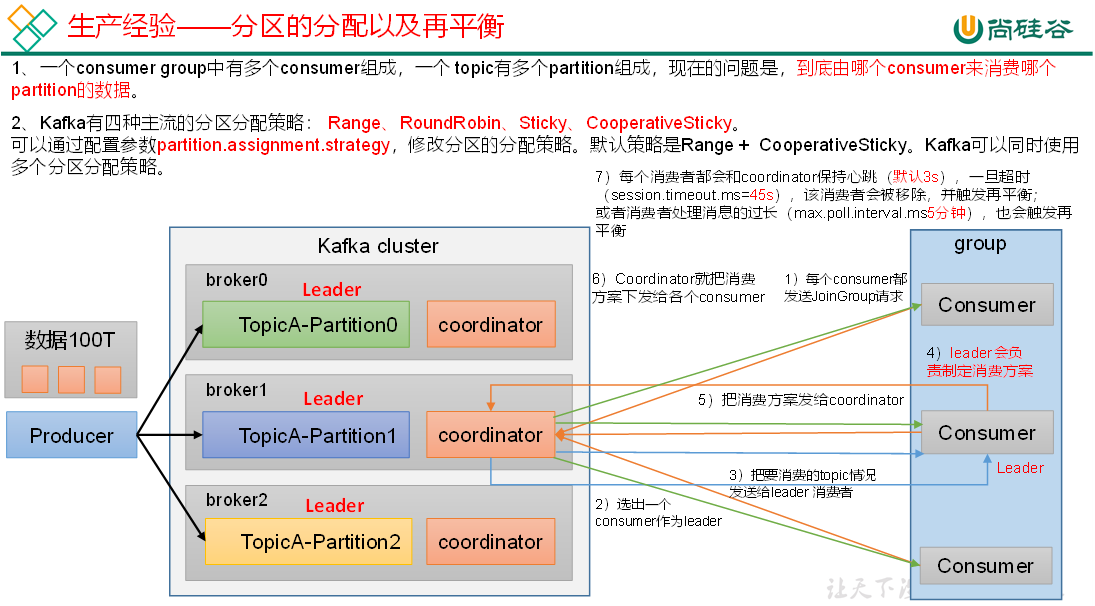 生产经验——分区的分配以及再平衡
尚硅谷
1、一个consumer group中有多个consumer组成，一个 topic有多个partition组成，现在的问题是，到底由哪个consumer来消费哪个
partition的数据。
2、Kafka有四种主流的分区分配策略： Range、RoundRobin、Sticky、CooperativeSticky。
可以通过配置参数partition.assignment.strategy，修改分区的分配策略。默认策略是Range + CooperativeSticky。Kafka可以同时使用
多个分区分配策略。
7）每个消费者都会和coordinator保持心跳（默认3s），一旦超时
（session.timeout.ms=45s），该消费者会被移除，并触发再平衡；
或者消费者处理消息的过长（max.poll.interval.ms5分钟），也会触发再
平衡
Kafka cluster
group
broker0
Leader
TopicA-Partition0
coordinator
6）Coordinator就把消费
方案下发给各个consumer
1）每个consumer都
发送JoinGroup请求
Consumer
数据100T
Producer
broker1
Leader
TopicA-Partition1
coordinator
4）leader会负
责制定消费方案
5）把消费方案发给coordinator
Consumer
Leader
3）把要消费的topic情况
发送给leader 消费者
broker2
Leader
TopicA-Partition2
coordinator
2）选出一个
consumer作为leader
Consumer
让天下没